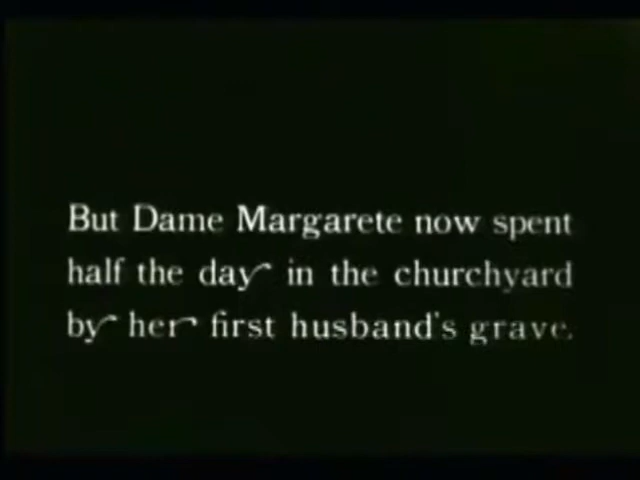 But Dame Margarete now spent
half the day in the churchyard
by her first husband's grave.